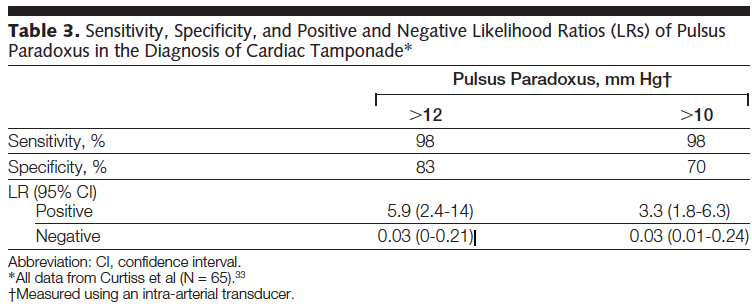 Table 3. Sensitivity, Specificity, and Positive and Negative Likelihood Ratios (LRs) of Pulsus
Paradoxus in the Diagnosis of Cardiac Tamponade*
Pulsus Paradoxus, mm Hg†
>12 >10
Sensitivity, % 98 98
Specificity, % 83 70
LR (95% CI)
Positive 5.9 (2.4-14) 3.3 (1.8-6.3)
Negative 0.03 (0-0.21) 0.03 (0.01-0.24)
Abbreviation: CI, confidence interval.
*All data from Curtiss et al (N = 65).33
†Measured using an intra-arterial transducer.